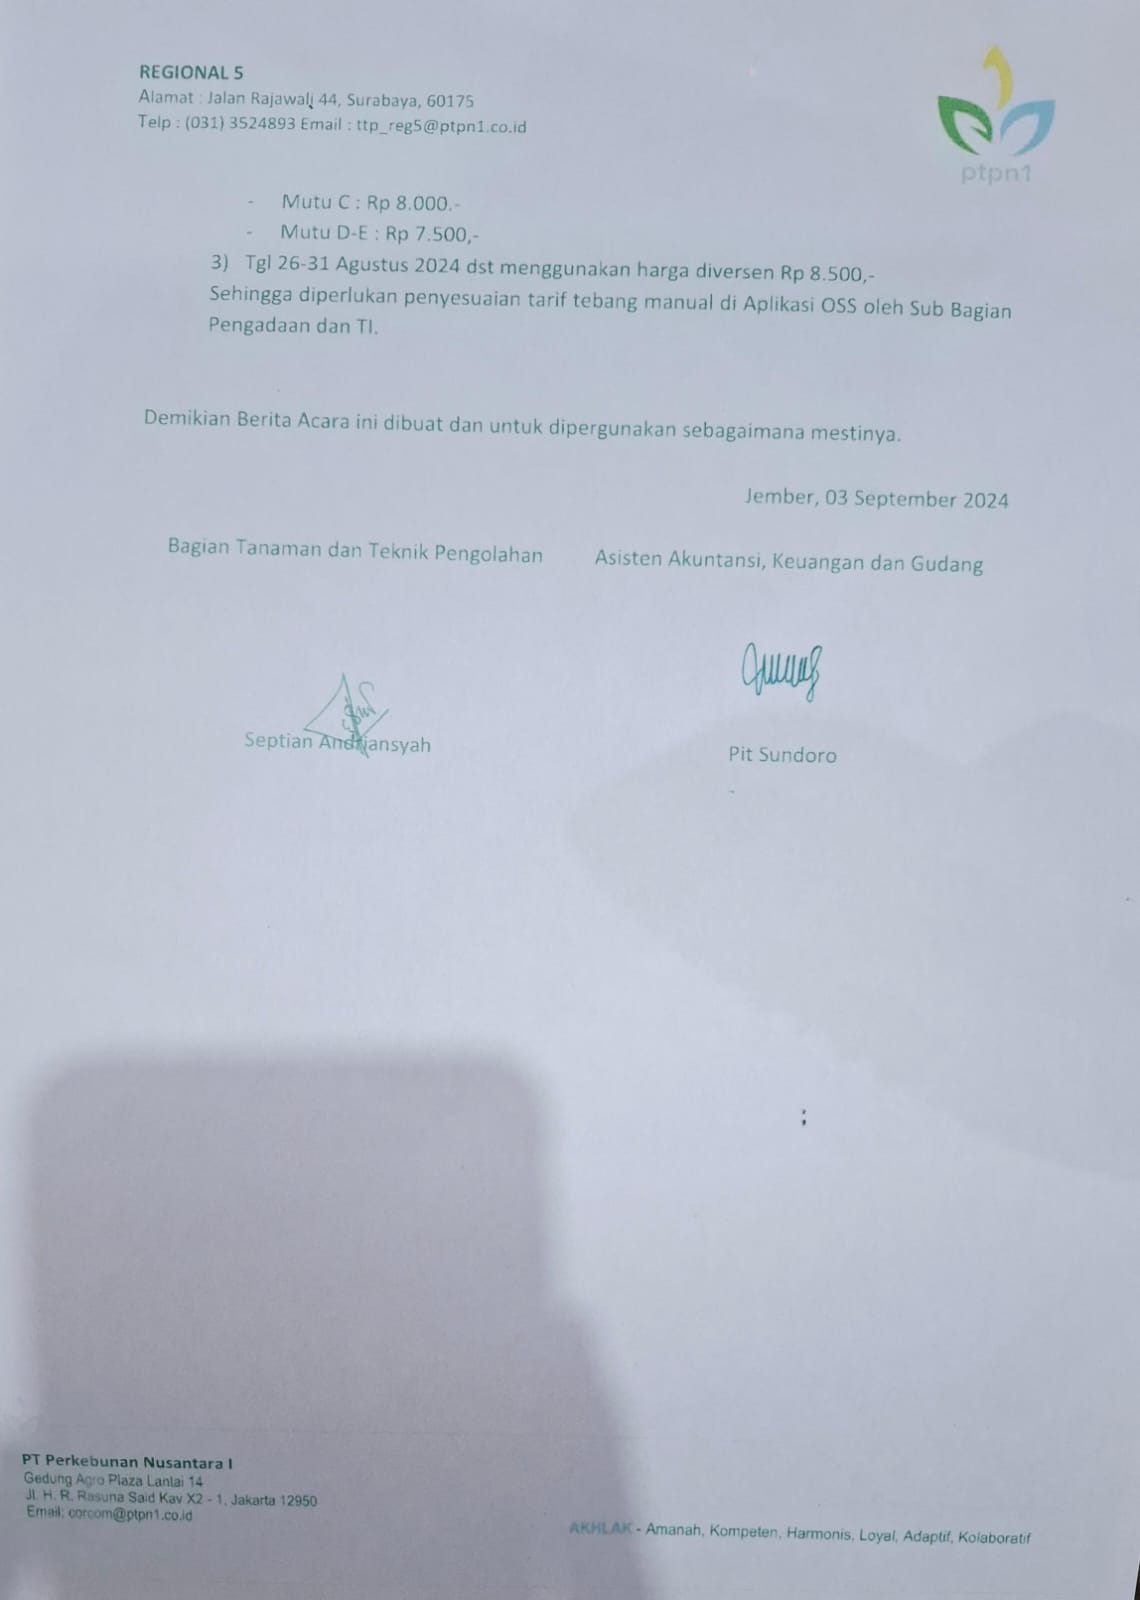 REGIONAL 5
Alamat : Jalan Rajawali 44, Surabaya, 60175
Telp : (031) 3524893 Email : ttp_reg5@ptpn1.co.id
ptpn1
- Mutu C : Rp 8.000.-
- Mutu D-E : Rp 7.500,-
3) Tgl 26-31 Agustus 2024 dst menggunakan harga diversen Rp 8.500,-
Sehingga diperlukan penyesuaian tarif tebang manual di Aplikasi OSS oleh Sub Bagian
Pengadaan dan TI.
Demikian Berita Acara ini dibuat dan untuk dipergunakan sebagaimana mestinya.
Jember, 03 September 2024
Bagian Tanaman dan Teknik Pengolahan
Asisten Akuntansi, Keuangan dan Gudang
Septian Andriansyah
Pit Sundoro
;
PT Perkebunan Nusantara I
Gedung Agro Plaza Lantai 14
Jl. H. R. Rasuna Said Kav X2 - 1, Jakarta 12950
Email: corcom@ptpn1.co.id
AKHLAK - Amanah, Kompeten, Harmonis, Loyal, Adaptif, Kolaboratif